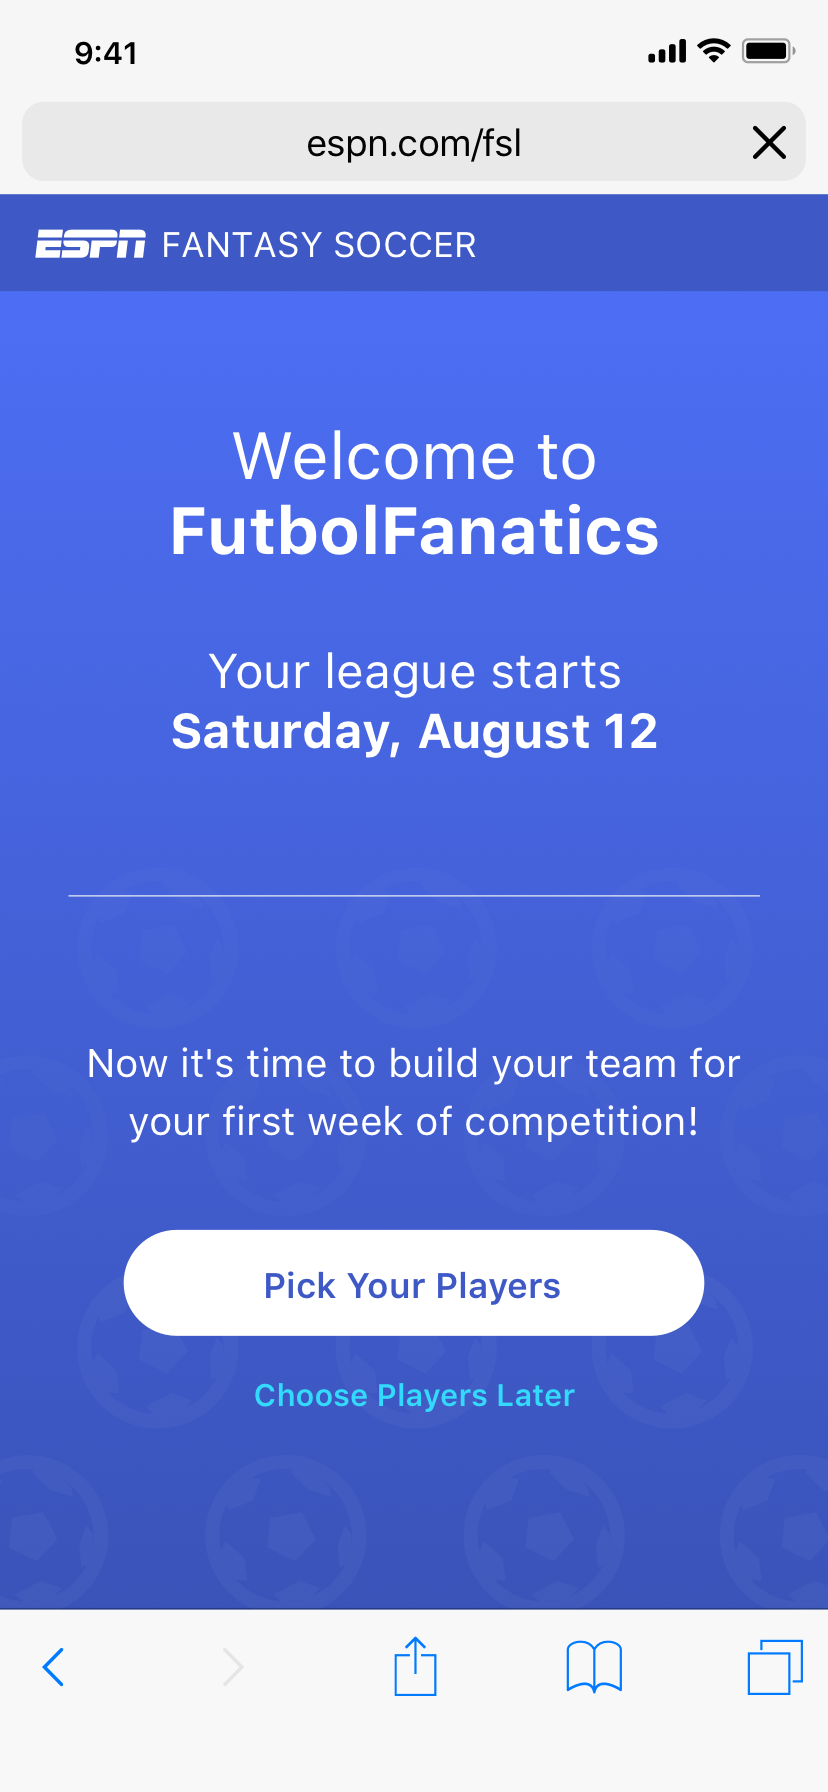 9:41
espn.com/fsl
ESPN FANTASY SOCCER
Welcome to
FutbolFanatics
Your league starts
Saturday, August 12
Now it's time to build your team for
your first week of competition!
Pick Your Players
Choose Players Later